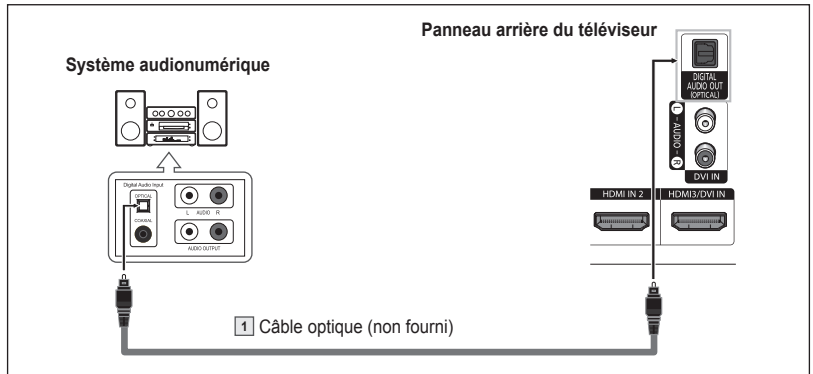 Panneau arrière du téléviseur
Système audionumérique
DIGITAL
AUDIO OUT
(OPTICAL)
L – AUDIO – R
DVI IN
HDMI IN 2
HDMI3/DVI IN
Digital Audio Input
OPTICAL
COAXIAL
L AUDIO R
AUDIO OUTPUT
1 Câble optique (non fourni)